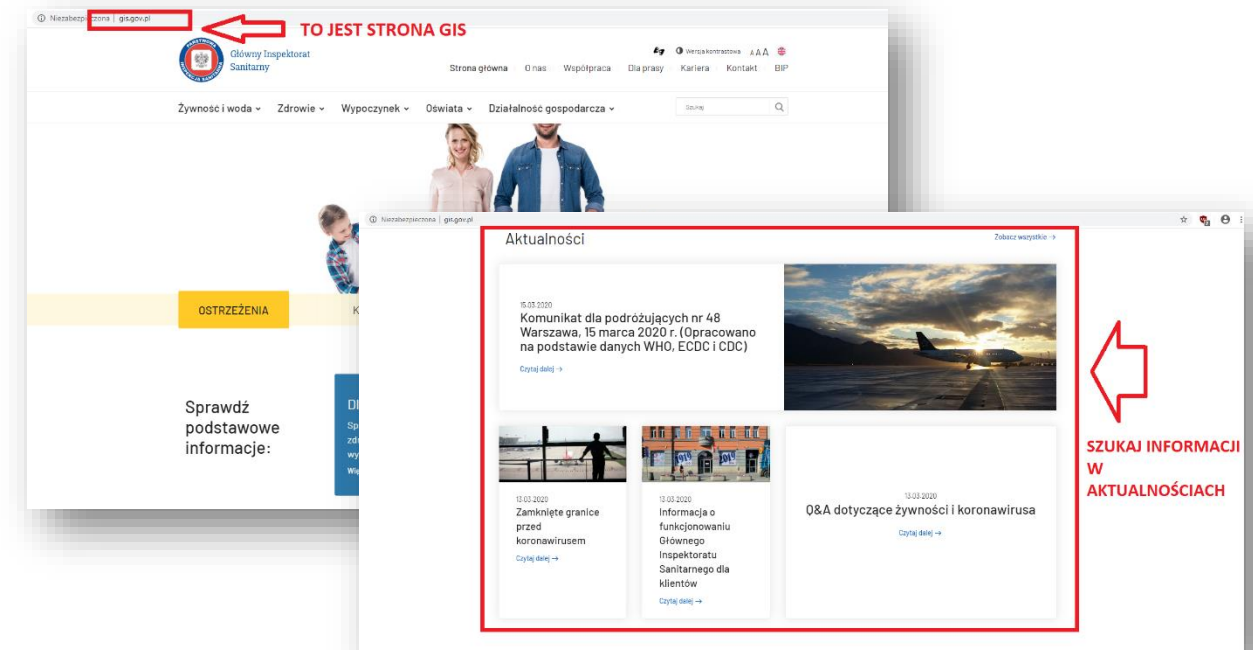 Niezabezpieczona | gis.gov.pl
TO JEST STRONA GIS
Główny Inspektorat
Sanitarny
Wersja kontrastowa A A A
Strona główna O nas Współpraca Dla prasy Kariera Kontakt BIP
Żywność i woda Zdrowie Wypoczynek Oświata Działalność gospodarcza
Szukaj
OSTRZEŻENIA K
Sprawdź
podstawowe
informacje:
Niezabezpieczona | gis.gov.pl
Aktualności
Zobacz wszystkie →
15.03.2020
Komunikat dla podróżujących nr 48
Warszawa, 15 marca 2020 r. (Opracowano
na podstawie danych WHO, ECDC i CDC)
Czytaj dalej →
13.03.2020
Zamknięte granice
przed
koronawirusem
Czytaj dalej →
13.03.2020
Informacja o
funkcjonowaniu
Głównego
Inspektoratu
Sanitarnego dla
klientów
Czytaj dalej →
13.03.2020
Q&A dotyczące żywności i koronawirusa
Czytaj dalej →
SZUKAJ INFORMACJI
W
AKTUALNOŚCIACH